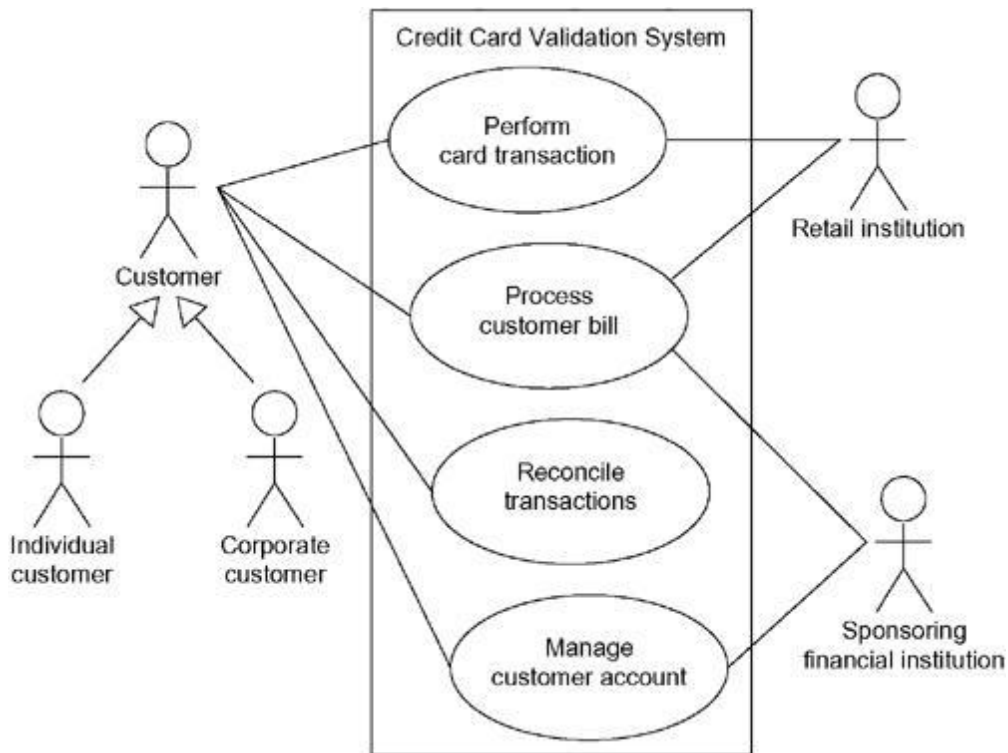 Credit Card Validation System
Perform
card transaction
Retail institution
Customer
Process
customer bill
Individual
customer
Corporate
customer
Reconcile
transactions
Manage
customer account
Sponsoring
financial institution